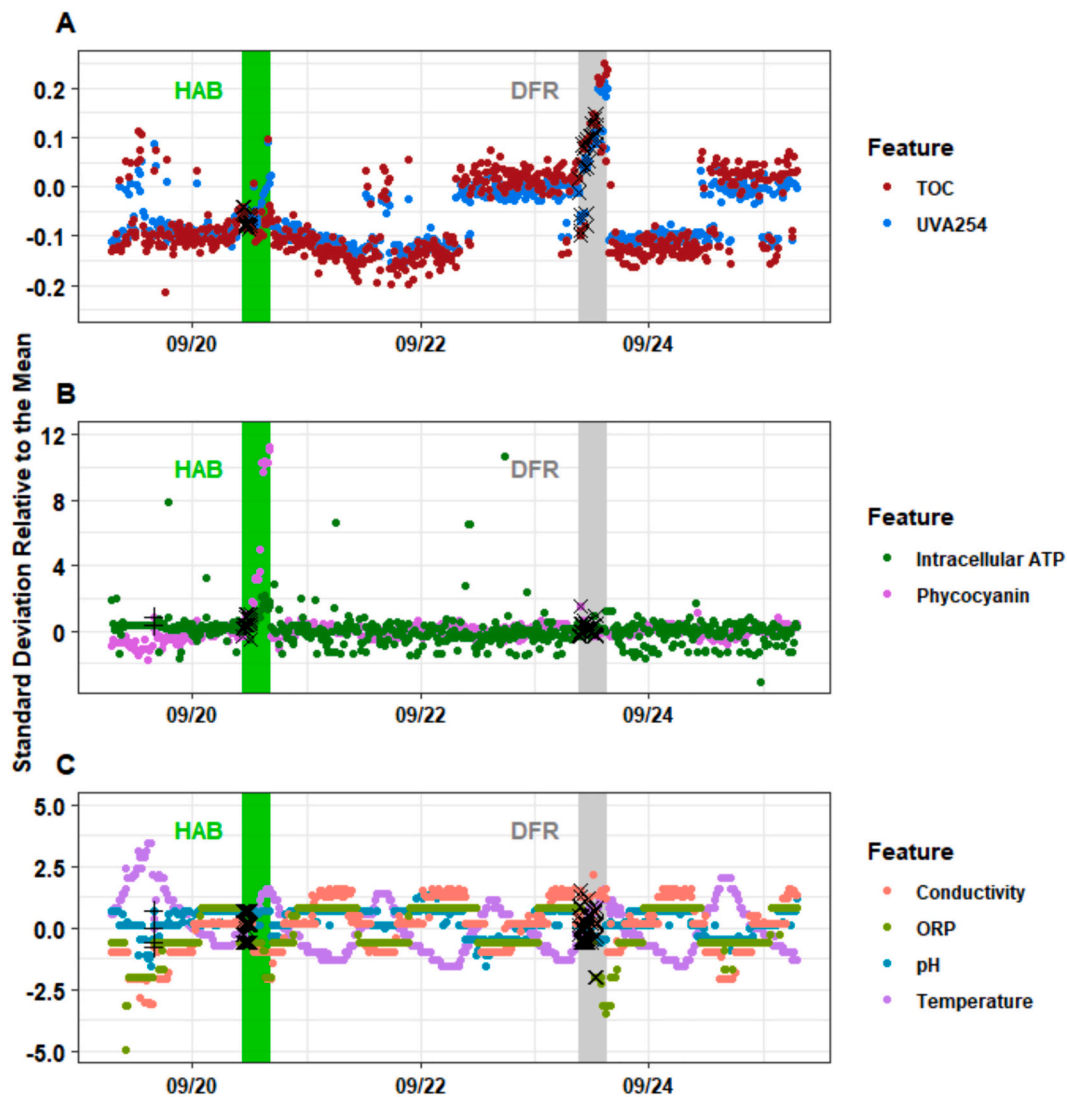 A
HAB
DFR
0.2
0.1
0.0
-0.1
-0.2
09/20
09/22
09/24
Feature
TOC
UVA254
Standard Deviation Relative to the Mean
B
HAB
DFR
12
8
4
0
09/20
09/22
09/24
Feature
Intracellular ATP
Phycocyanin
C
HAB
DFR
5.0
2.5
0.0
-2.5
-5.0
09/20
09/22
09/24
Feature
Conductivity
ORP
pH
Temperature